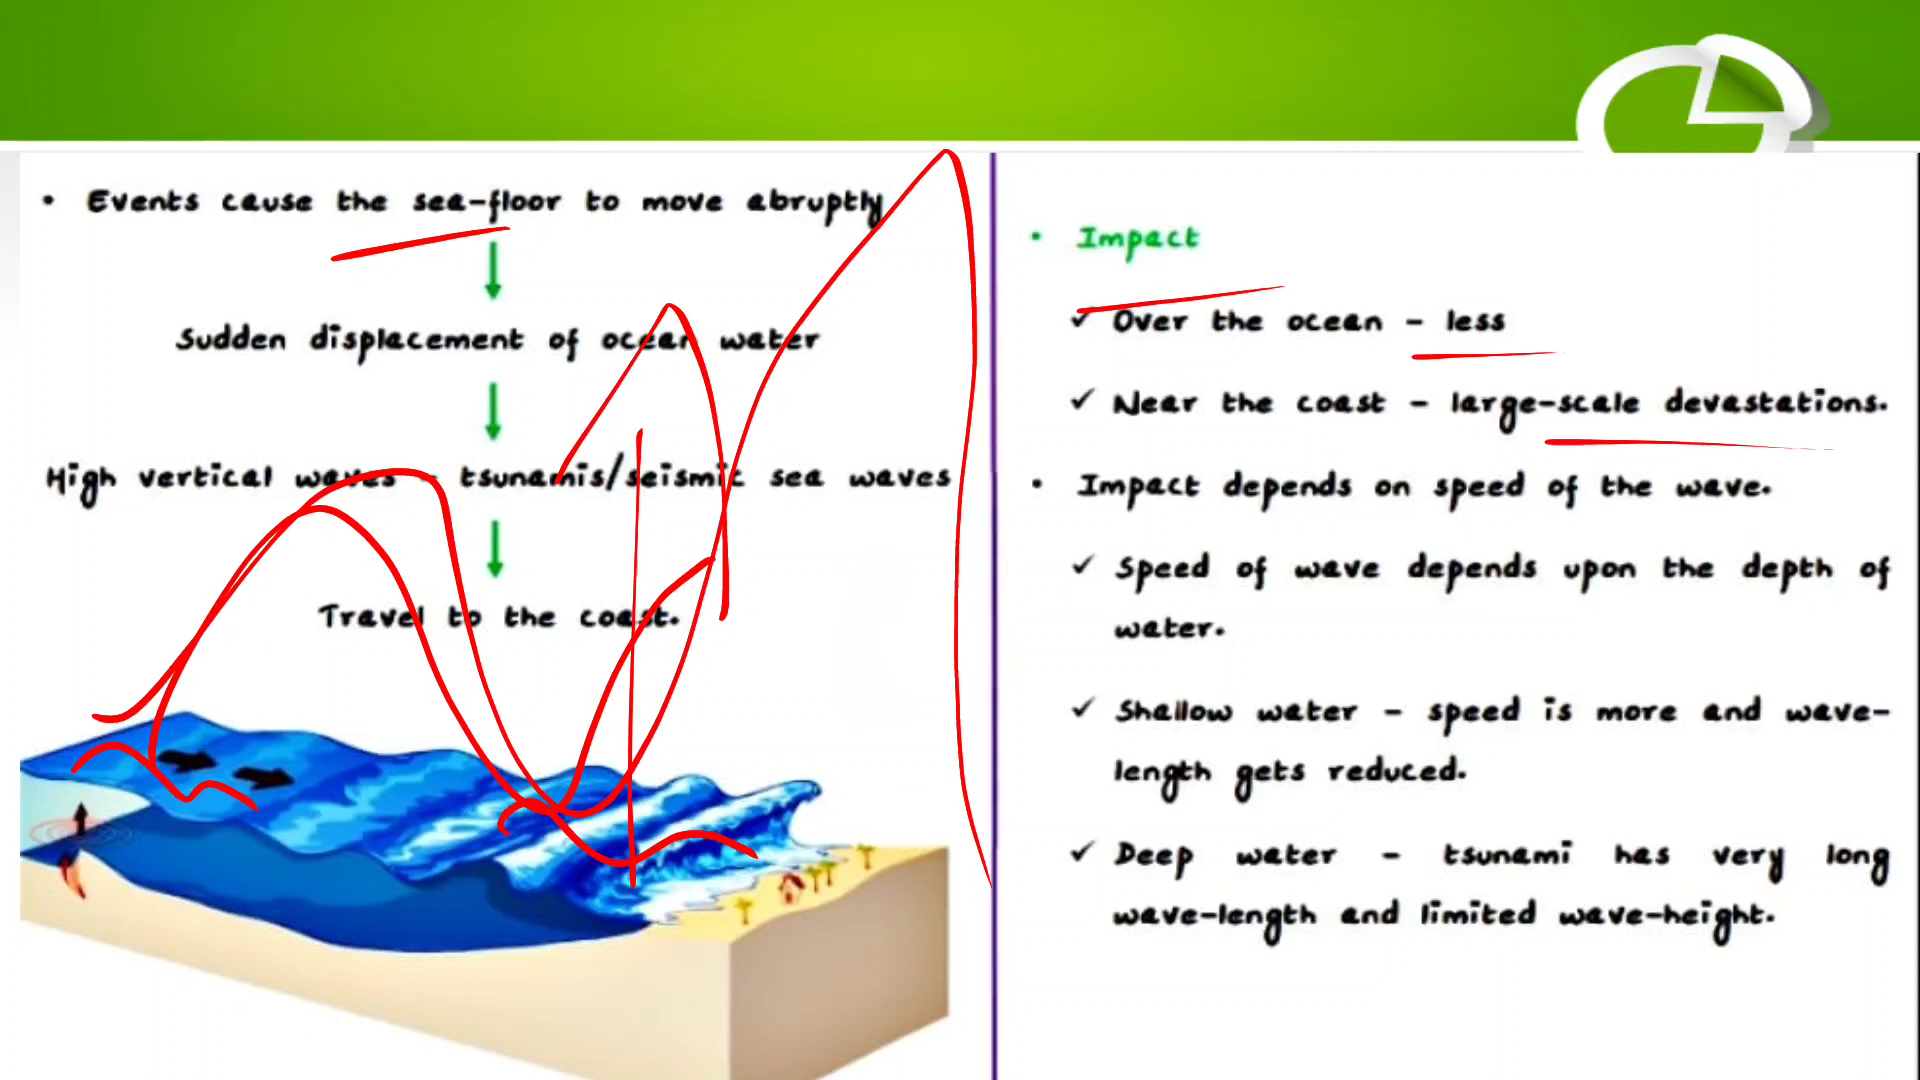 • Events cause the sea-floor to move abruptly
Sudden displacement of ocean water
High vertical waves - tsunamis/seismic sea waves
Travel to the coast.
• Impact
✓ Over the ocean - less
✓ Near the coast - large-scale devastations.
• Impact depends on speed of the wave.
✓ Speed of wave depends upon the depth of
water.
✓ Shallow water - speed is more and wave-
length gets reduced.
✓ Deep water - tsunami has very long
wave-length and limited wave-height.